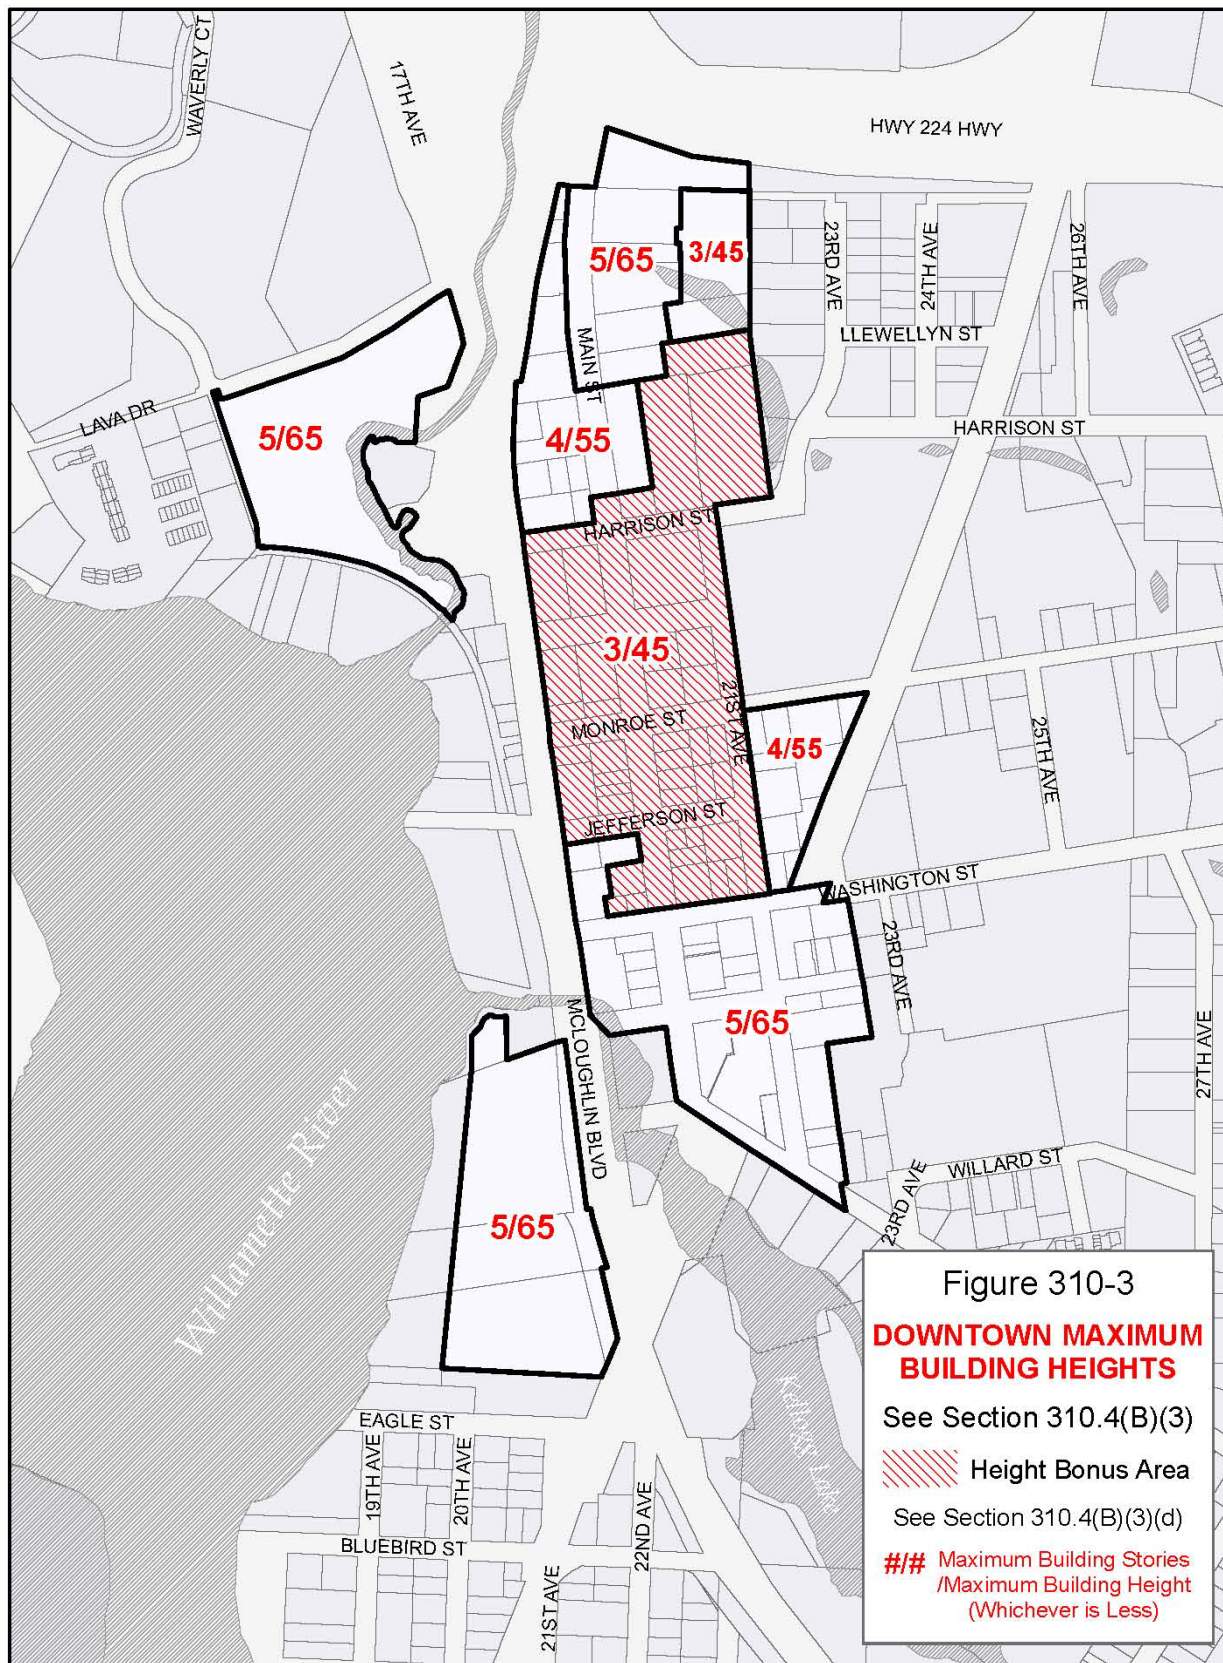 WAVERLY CT
17TH AVE
HWY 224 HWY
5/65
3/45
23RD AVE
24TH AVE
26TH AVE
MAIN ST
LLEWELLYN ST
LAVA DR
5/65
4/55
HARRISON ST
HARRISON ST
3/45
21ST AVE
MONROE ST
4/55
25TH AVE
JEFFERSON ST
WASHINGTON ST
23RD AVE
MCLOUGHLIN BLVD
5/65
27TH AVE
Willamette River
WILLARD ST
23RD AVE
5/65
Kellogg Lake
EAGLE ST
19TH AVE
20TH AVE
22ND AVE
BLUEBIRD ST
21ST AVE
Figure 310-3
DOWNTOWN MAXIMUM
BUILDING HEIGHTS
See Section 310.4(B)(3)
Height Bonus Area
See Section 310.4(B)(3)(d)
#/# Maximum Building Stories
/Maximum Building Height
(Whichever is Less)